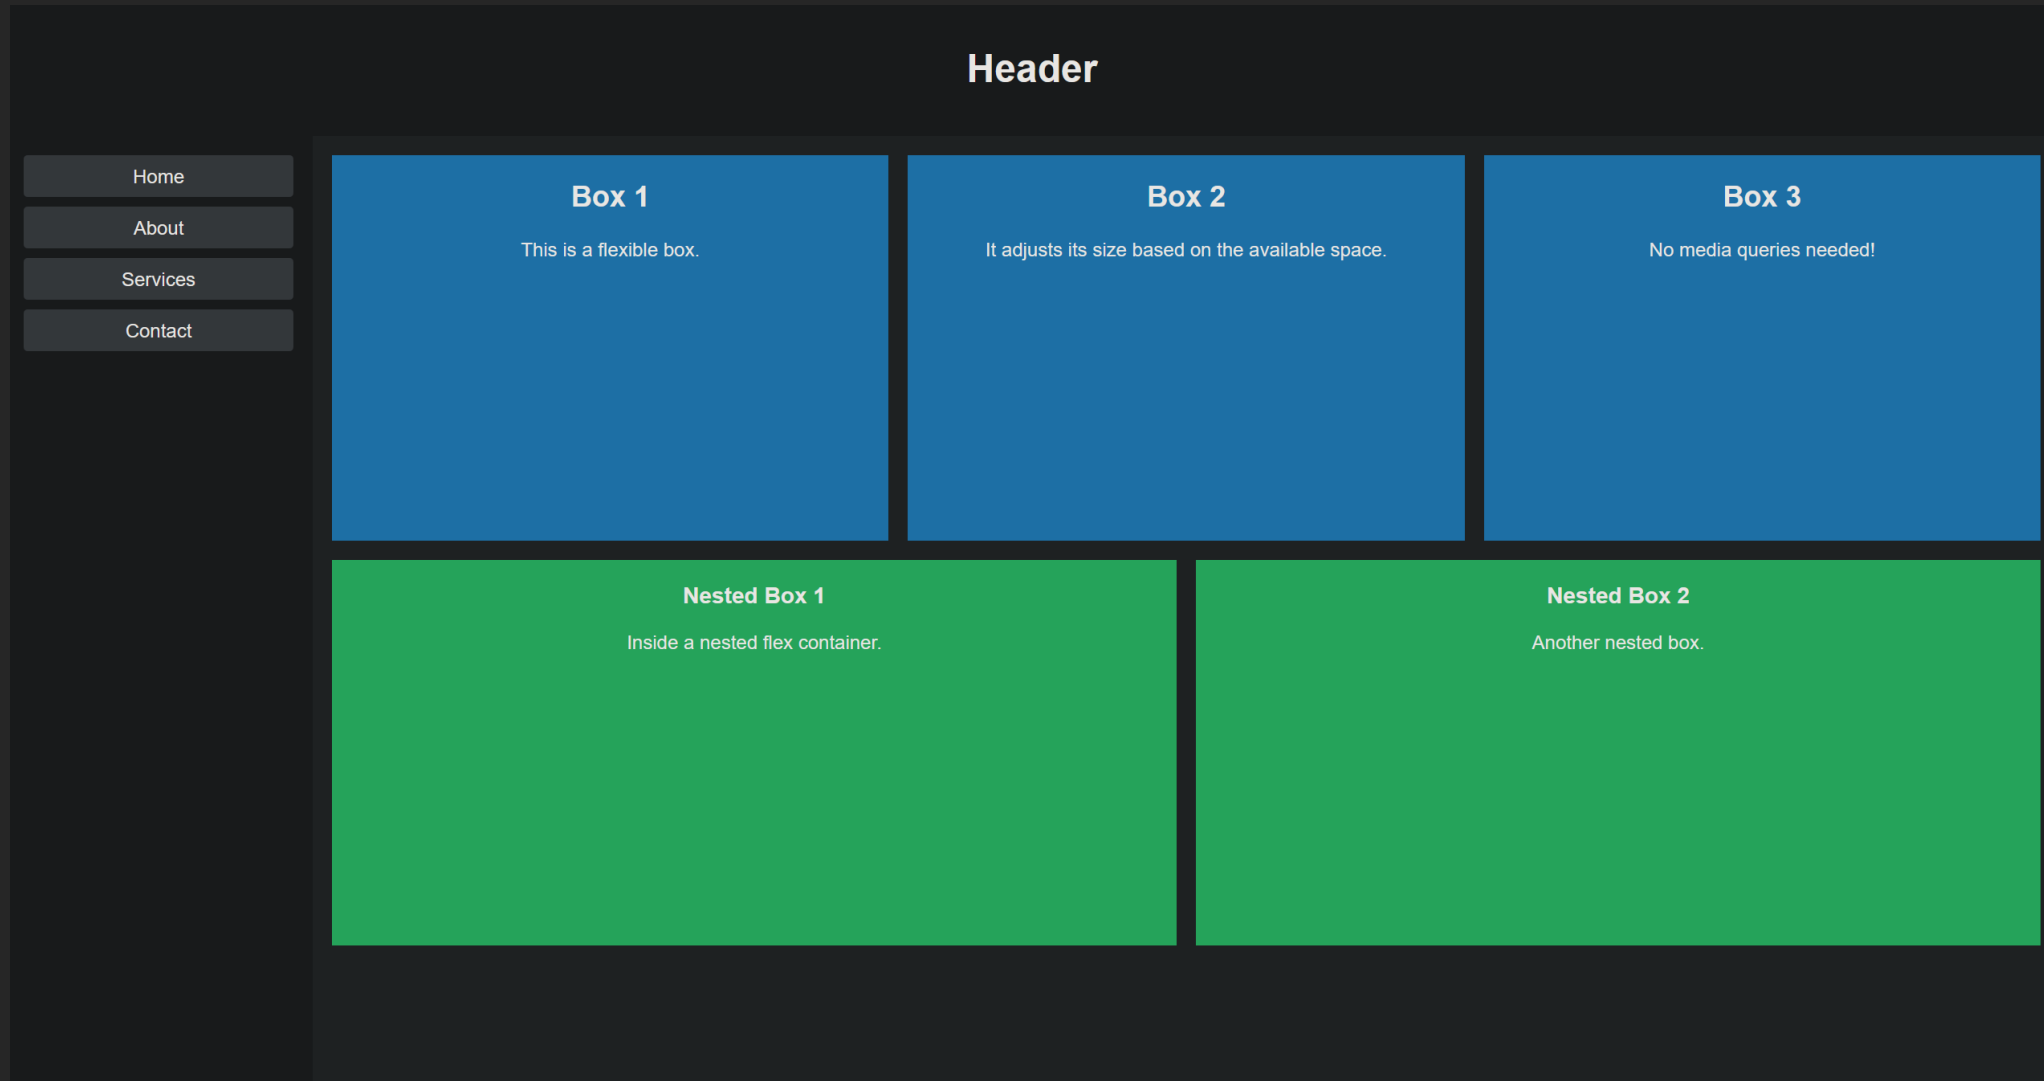 Header
Home
About
Services
Contact
Box 1
This is a flexible box.
Box 2
It adjusts its size based on the available space.
Box 3
No media queries needed!
Nested Box 1
Inside a nested flex container.
Nested Box 2
Another nested box.